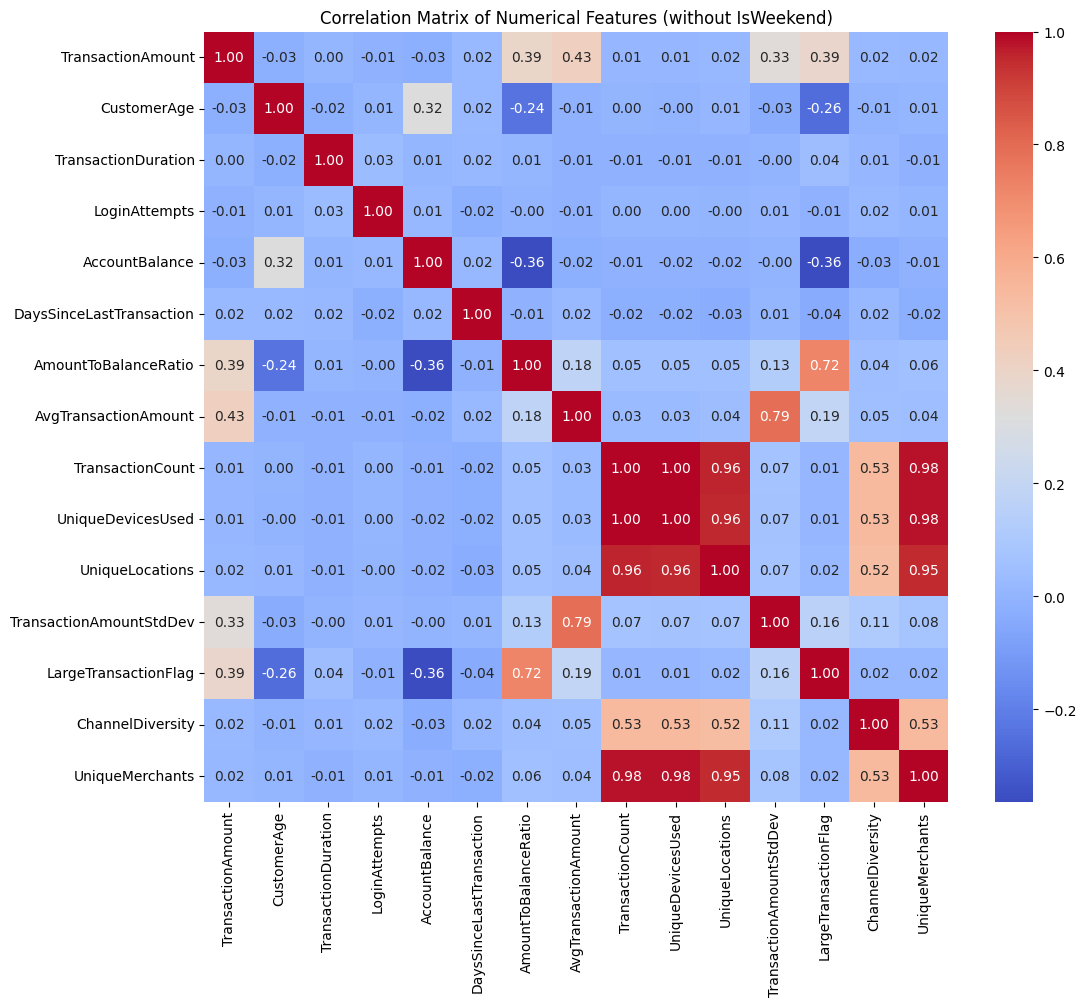 Correlation Matrix of Numerical Features (without IsWeekend)
TransactionAmount 1.00 -0.03 0.00 -0.01 -0.03 0.02 0.39 0.43 0.01 0.01 0.02 0.33 0.39 0.02 0.02
CustomerAge -0.03 1.00 -0.02 0.01 0.32 0.02 -0.24 -0.01 0.00 -0.00 0.01 -0.03 -0.26 -0.01 0.01
TransactionDuration 0.00 -0.02 1.00 0.03 0.01 0.02 0.01 -0.01 -0.01 -0.01 -0.01 -0.00 0.04 0.01 -0.01
LoginAttempts -0.01 0.01 0.03 1.00 0.01 -0.02 -0.00 -0.01 0.00 0.00 -0.00 0.01 -0.01 0.02 0.01
AccountBalance -0.03 0.32 0.01 0.01 1.00 0.02 -0.36 -0.02 -0.01 -0.02 -0.02 -0.00 -0.36 -0.03 -0.01
DaysSinceLastTransaction 0.02 0.02 0.02 -0.02 0.02 1.00 -0.01 0.02 -0.02 -0.02 -0.03 0.01 -0.04 0.02 -0.02
AmountToBalanceRatio 0.39 -0.24 0.01 -0.00 -0.36 -0.01 1.00 0.18 0.05 0.05 0.05 0.13 0.72 0.04 0.06
AvgTransactionAmount 0.43 -0.01 -0.01 -0.01 -0.02 0.02 0.18 1.00 0.03 0.03 0.04 0.79 0.19 0.05 0.04
TransactionCount 0.01 0.00 -0.01 0.00 -0.01 -0.02 0.05 0.03 1.00 1.00 0.96 0.07 0.01 0.53 0.98
UniqueDevicesUsed 0.01 -0.00 -0.01 0.00 -0.02 -0.02 0.05 0.03 1.00 1.00 0.96 0.07 0.01 0.53 0.98
UniqueLocations 0.02 0.01 -0.01 -0.00 -0.02 -0.03 0.05 0.04 0.96 0.96 1.00 0.07 0.02 0.52 0.95
TransactionAmountStdDev 0.33 -0.03 -0.00 0.01 -0.00 0.01 0.13 0.79 0.07 0.07 0.07 1.00 0.16 0.11 0.08
LargeTransactionFlag 0.39 -0.26 0.04 -0.01 -0.36 -0.04 0.72 0.19 0.01 0.01 0.02 0.16 1.00 0.02 0.02
ChannelDiversity 0.02 -0.01 0.01 0.02 -0.03 0.02 0.04 0.05 0.53 0.53 0.52 0.11 0.02 1.00 0.53
UniqueMerchants 0.02 0.01 -0.01 0.01 -0.01 -0.02 0.06 0.04 0.98 0.98 0.95 0.08 0.02 0.53 1.00
TransactionAmount
CustomerAge
TransactionDuration
LoginAttempts
AccountBalance
DaysSinceLastTransaction
AmountToBalanceRatio
AvgTransactionAmount
TransactionCount
UniqueDevicesUsed
UniqueLocations
TransactionAmountStdDev
LargeTransactionFlag
ChannelDiversity
UniqueMerchants
1.0
0.8
0.6
0.4
0.2
0.0
−0.2